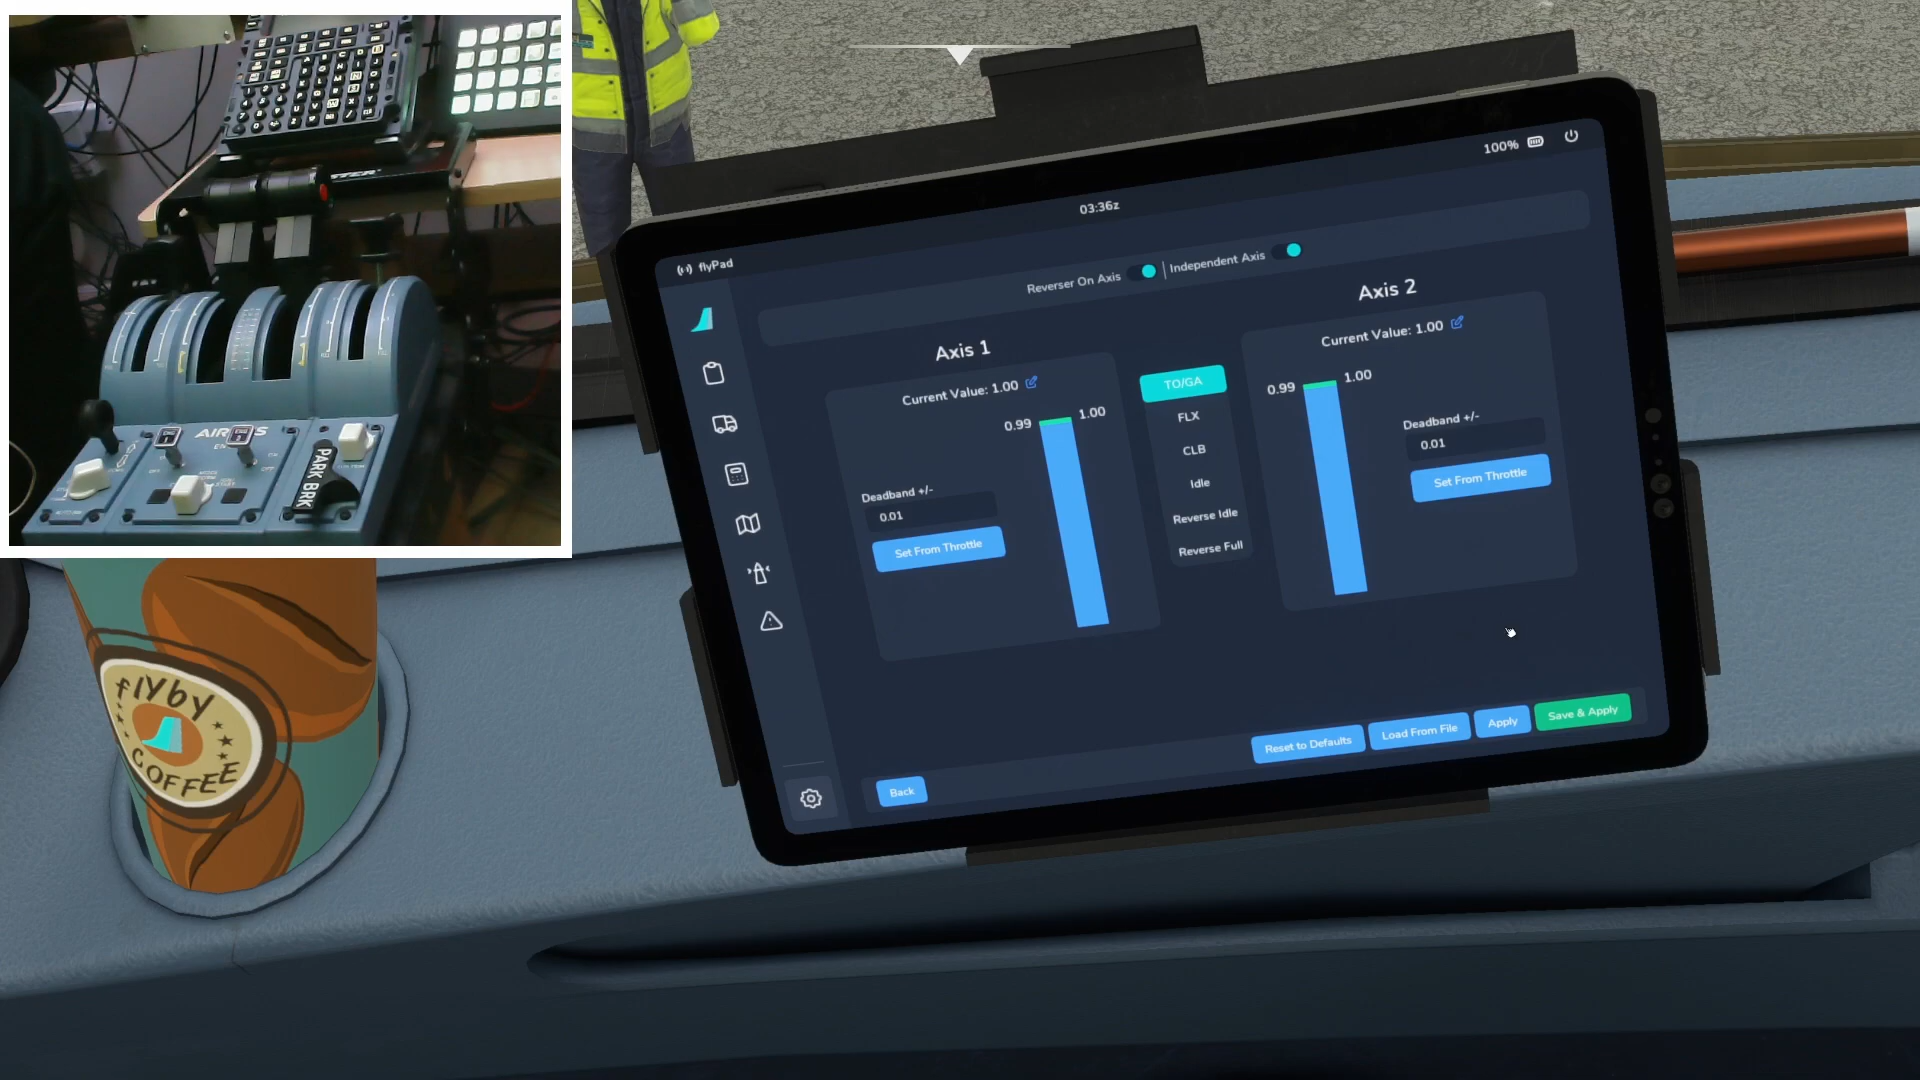 100%
03:36z
flyPad
Reverser On Axis
Independent Axis
Axis 1
Current Value: 1.00
0.99
1.00
Deadband +/-
0.01
Set From Throttle
TO/GA
FLX
CLB
Idle
Reverse Idle
Reverse Full
Axis 2
Current Value: 1.00
0.99
1.00
Deadband +/-
0.01
Set From Throttle
Back
Reset to Defaults
Load From File
Apply
Save & Apply
PARK BRK
flyby
COFFEE